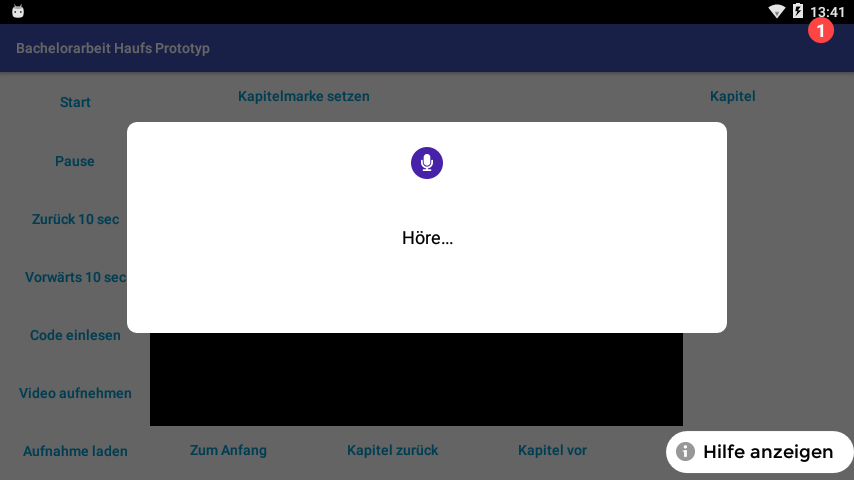 13:41
1
Bachelorarbeit Haufs Prototyp
Start
Kapitelmarke setzen
Kapitel
Pause
Zurück 10 sec
Höre...
Vorwärts 10 sec
Code einlesen
Video aufnehmen
Aufnahme laden
Zum Anfang
Kapitel zurück
Kapitel vor
Hilfe anzeigen